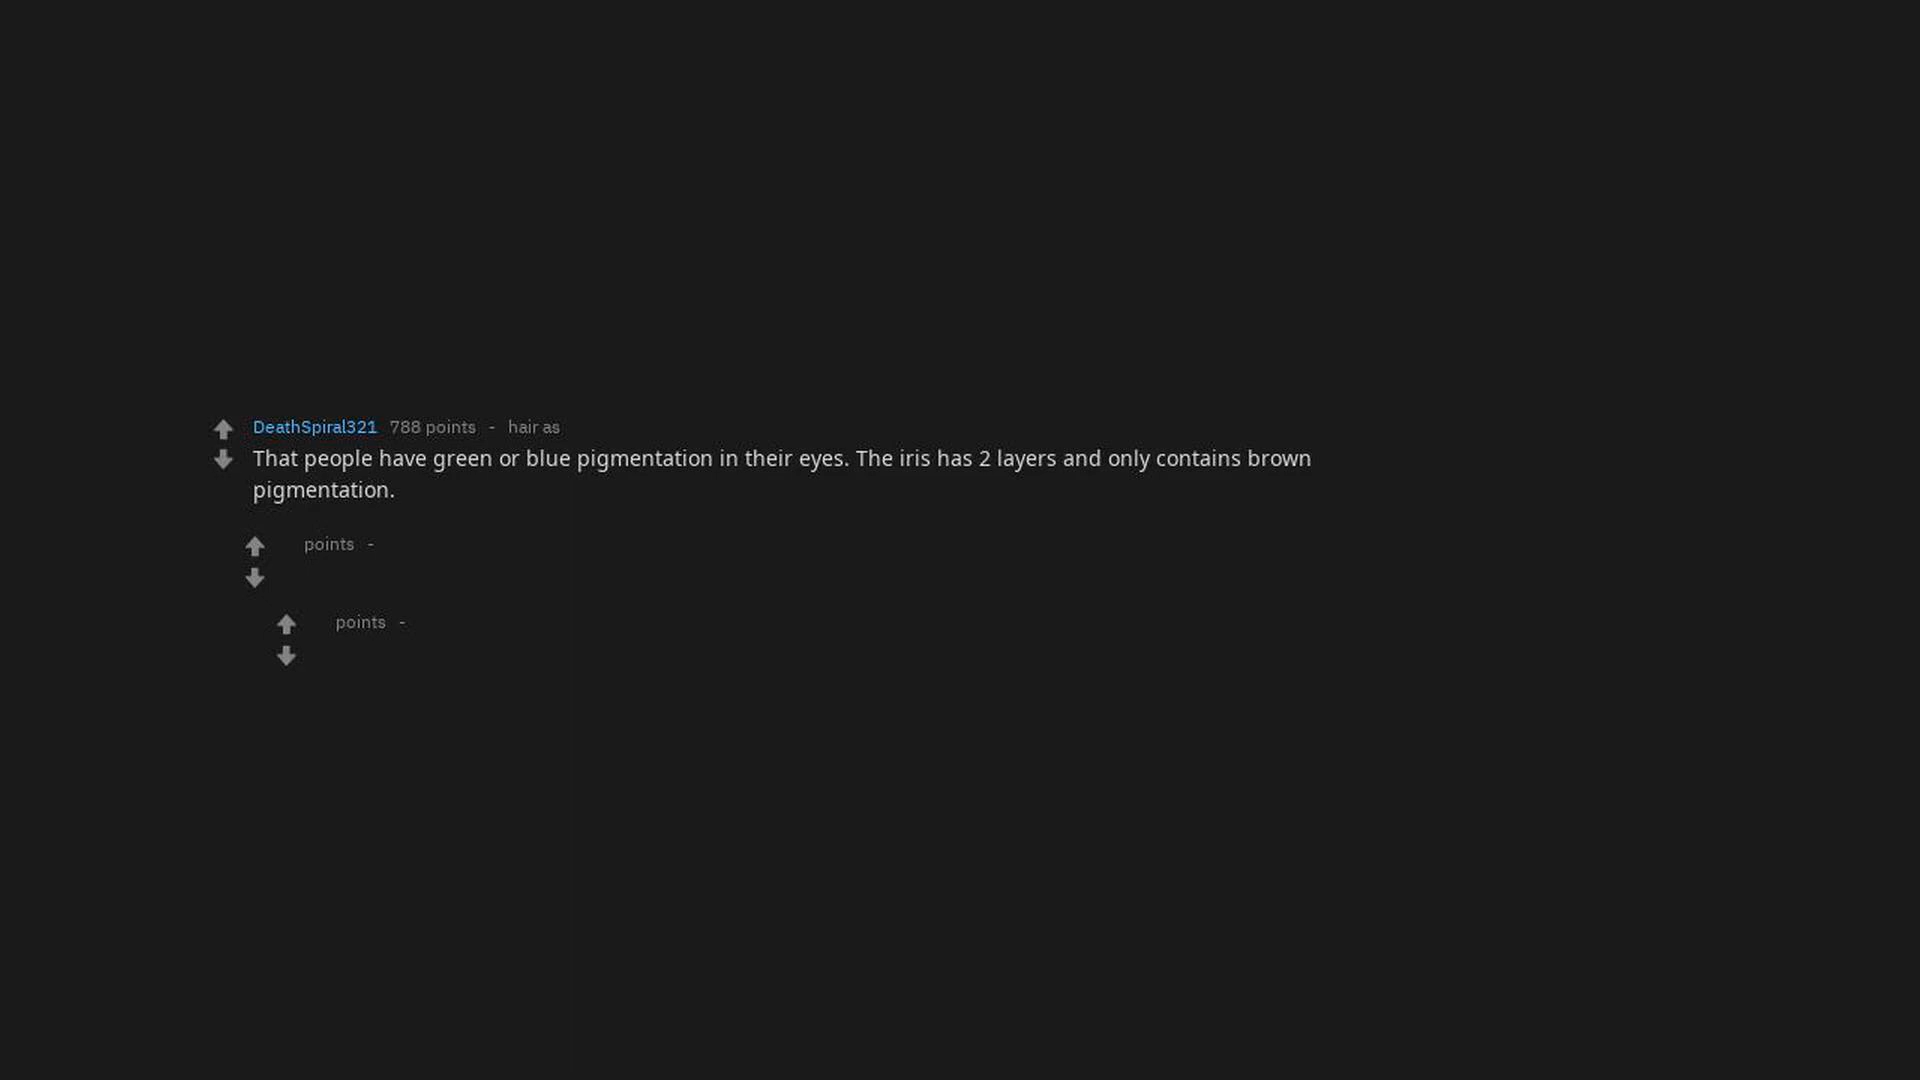 DeathSpiral321 788 points - hair as
That people have green or blue pigmentation in their eyes. The iris has 2 layers and only contains brown
pigmentation.
points -
points -